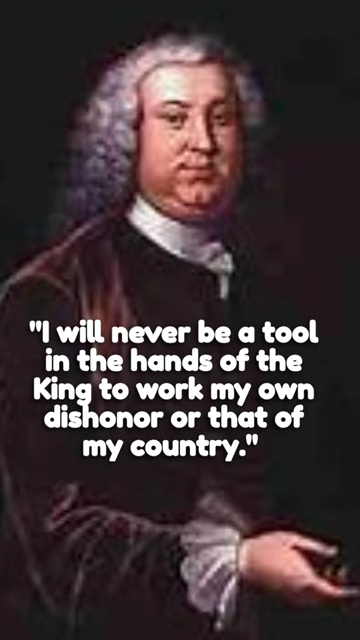 "I will never be a tool
in the hands of the
King to work my own
dishonor or that of
my country."